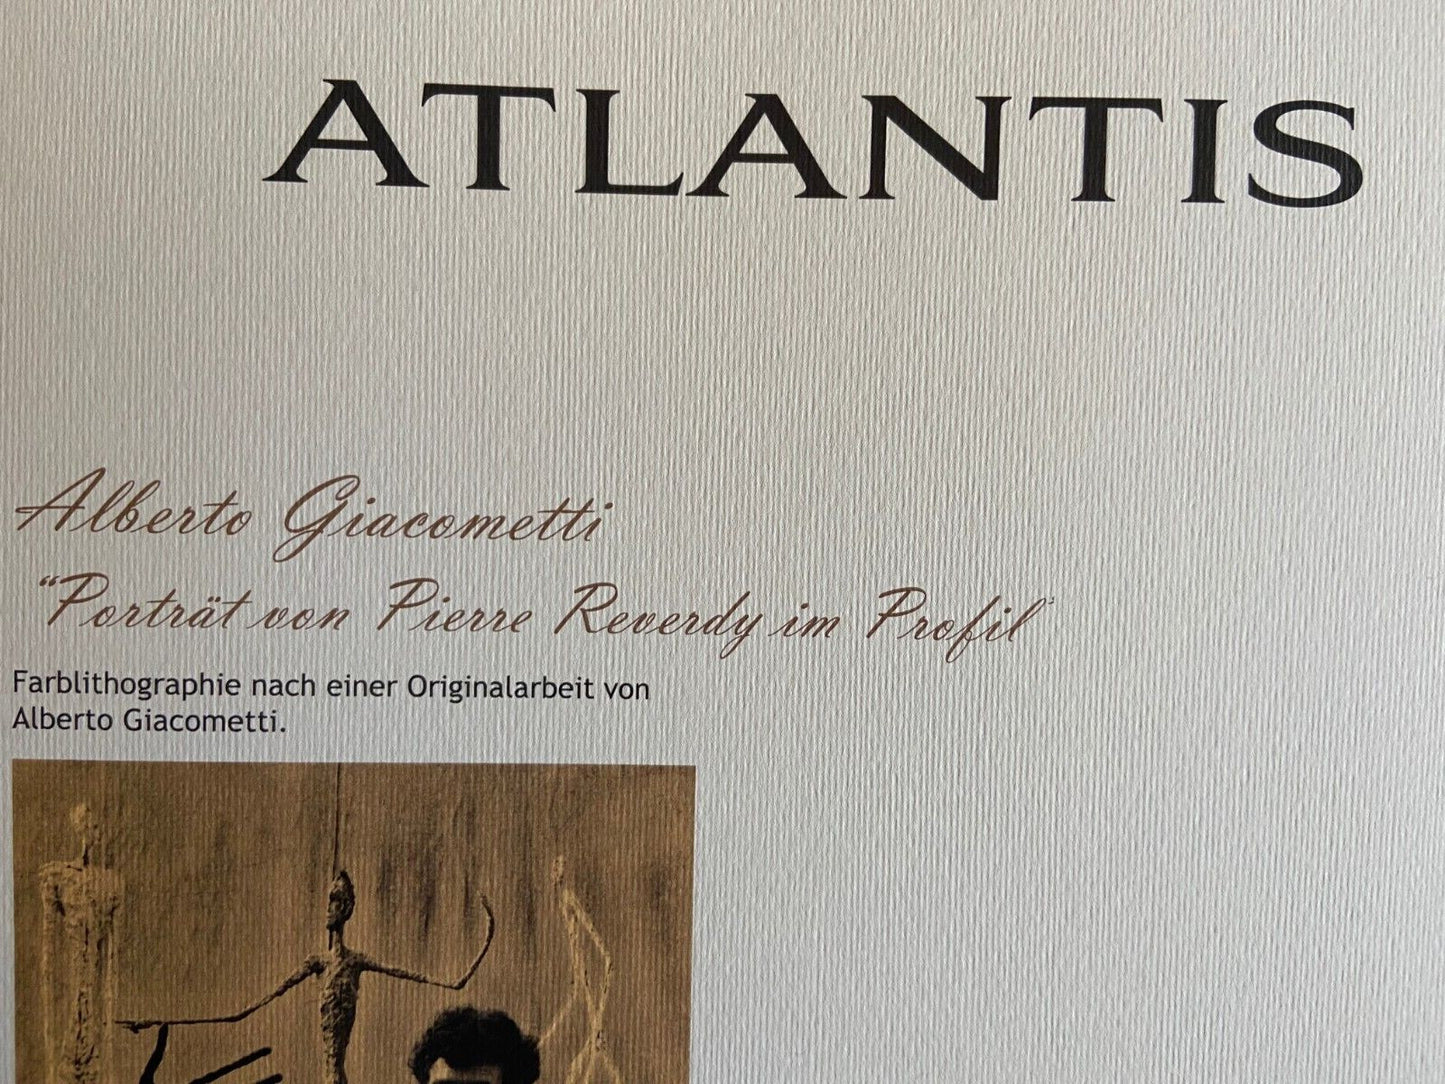 ATLANTIS
Alberto Giacometti
“Porträt von Pierre Reverdy im Profil”
Farblithographie nach einer Originalarbeit von
Alberto Giacometti.